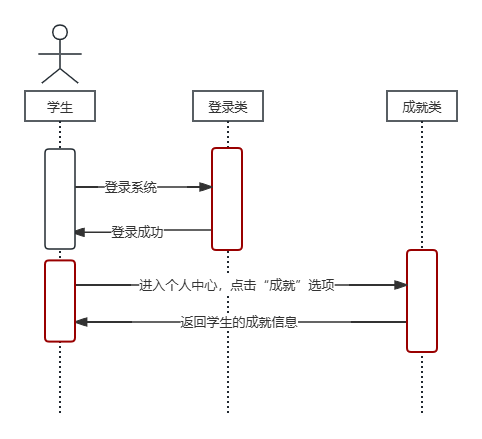 学生
登录类
成就类
登录系统
登录成功
进入个人中心，点击“成就”选项
返回学生的成就信息